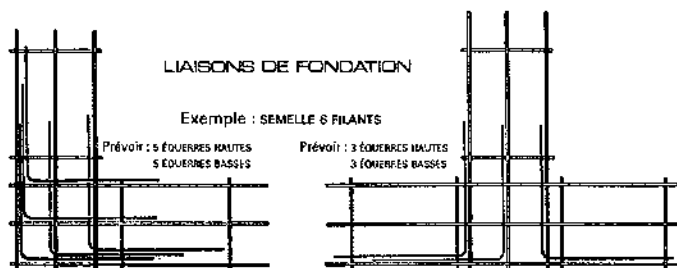 LIAISONS DE FONDATION
Exemple : SEMELLE 6 FILANTS
Prévoir : 5 ÉQUERRES HAUTES
5 ÉQUERRES BASSES
Prévoir : 3 ÉQUERRES HAUTES
3 ÉQUERRES BASSES